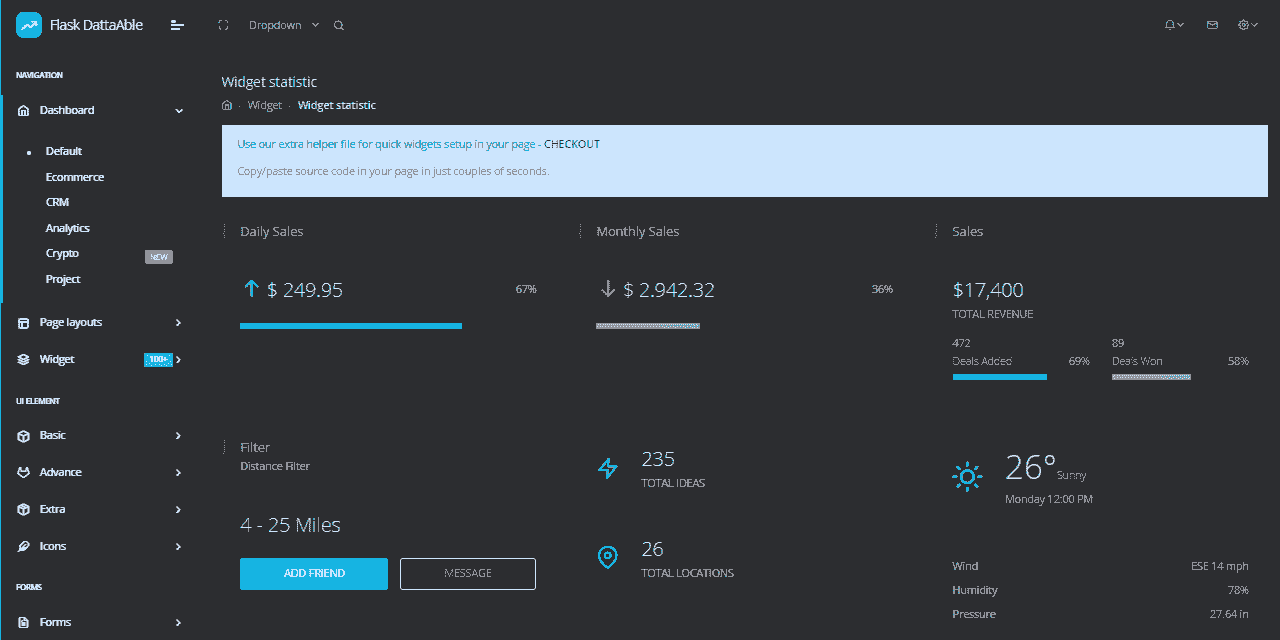 Flask DattaAble
Dropdown
NAVIGATION
Dashboard
Default
Ecommerce
CRM
Analytics
Crypto
NEW
Project
Page layouts
Widget
100+
UI ELEMENT
Basic
Advance
Extra
Icons
FORMS
Forms
Widget statistic
Widget · Widget statistic
Use our extra helper file for quick widgets setup in your page - CHECKOUT
Copy/paste source code in your page in just couples of seconds.
Daily Sales
$ 249.95
67%
Monthly Sales
$ 2.942.32
36%
Sales
$17,400
TOTAL REVENUE
472
Deals Added
69%
89
Deals Won
58%
Filter
Distance Filter
4 - 25 Miles
ADD FRIEND
MESSAGE
235
TOTAL IDEAS
26
TOTAL LOCATIONS
26° Sunny
Monday 12:00 PM
Wind
ESE 14 mph
Humidity
78%
Pressure
27.64 in